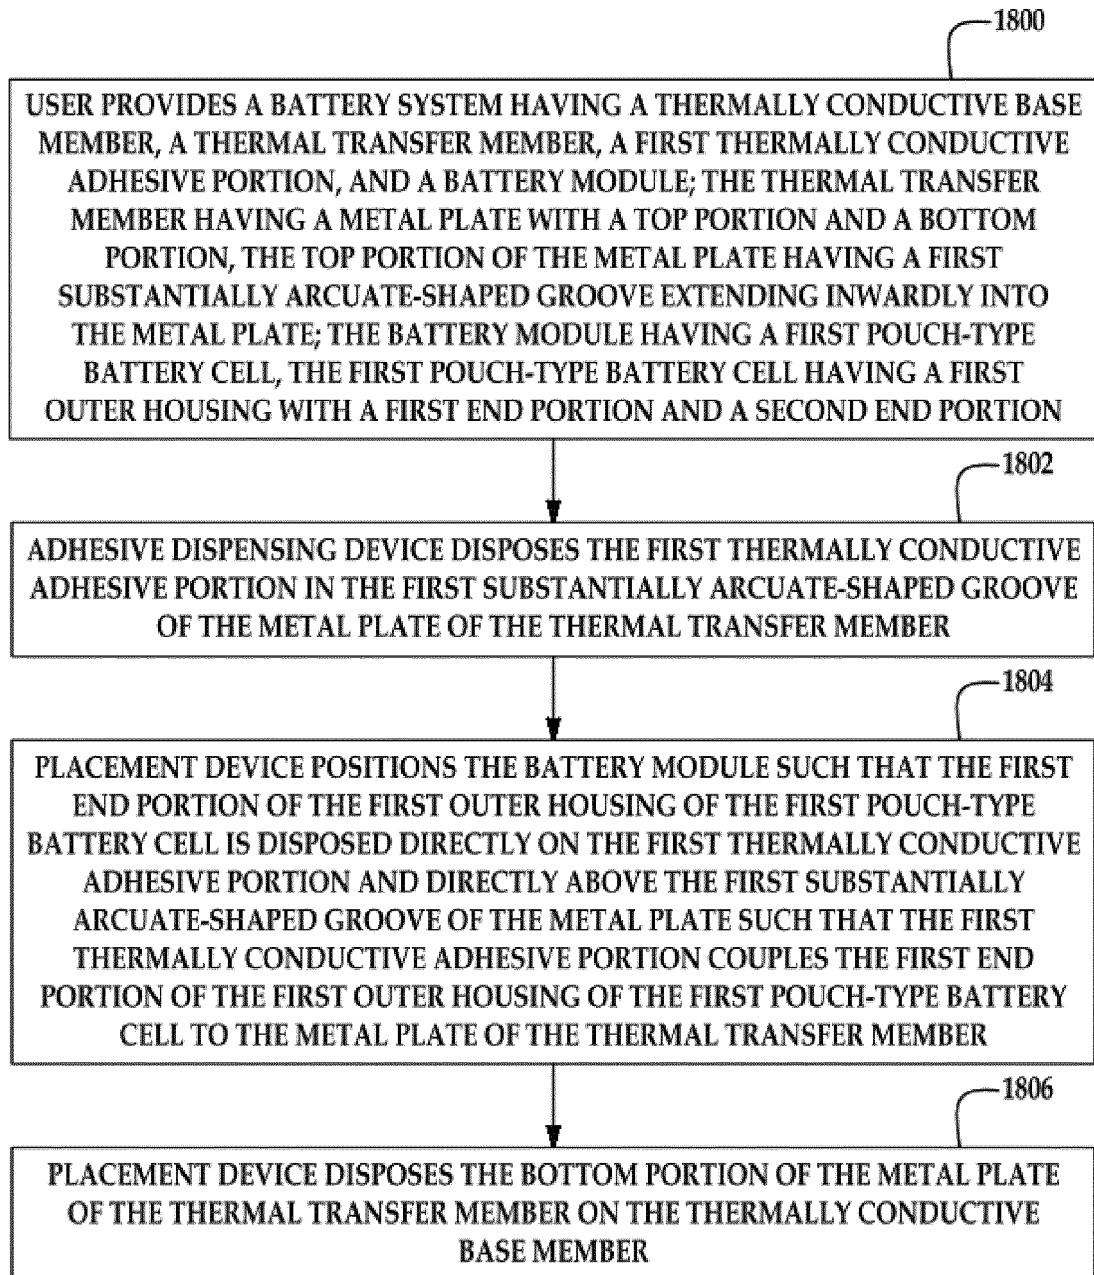 1800
USER PROVIDES A BATTERY SYSTEM HAVING A THERMALLY CONDUCTIVE BASE
MEMBER, A THERMAL TRANSFER MEMBER, A FIRST THERMALLY CONDUCTIVE
ADHESIVE PORTION, AND A BATTERY MODULE; THE THERMAL TRANSFER
MEMBER HAVING A METAL PLATE WITH A TOP PORTION AND A BOTTOM
PORTION, THE TOP PORTION OF THE METAL PLATE HAVING A FIRST
SUBSTANTIALLY ARCUATE-SHAPED GROOVE EXTENDING INWARDLY INTO
THE METAL PLATE; THE BATTERY MODULE HAVING A FIRST POUCH-TYPE
BATTERY CELL, THE FIRST POUCH-TYPE BATTERY CELL HAVING A FIRST
OUTER HOUSING WITH A FIRST END PORTION AND A SECOND END PORTION
1802
ADHESIVE DISPENSING DEVICE DISPOSES THE FIRST THERMALLY CONDUCTIVE
ADHESIVE PORTION IN THE FIRST SUBSTANTIALLY ARCUATE-SHAPED GROOVE
OF THE METAL PLATE OF THE THERMAL TRANSFER MEMBER
1804
PLACEMENT DEVICE POSITIONS THE BATTERY MODULE SUCH THAT THE FIRST
END PORTION OF THE FIRST OUTER HOUSING OF THE FIRST POUCH-TYPE
BATTERY CELL IS DISPOSED DIRECTLY ON THE FIRST THERMALLY CONDUCTIVE
ADHESIVE PORTION AND DIRECTLY ABOVE THE FIRST SUBSTANTIALLY
ARCUATE-SHAPED GROOVE OF THE METAL PLATE SUCH THAT THE FIRST
THERMALLY CONDUCTIVE ADHESIVE PORTION COUPLES THE FIRST END
PORTION OF THE FIRST OUTER HOUSING OF THE FIRST POUCH-TYPE BATTERY
CELL TO THE METAL PLATE OF THE THERMAL TRANSFER MEMBER
1806
PLACEMENT DEVICE DISPOSES THE BOTTOM PORTION OF THE METAL PLATE
OF THE THERMAL TRANSFER MEMBER ON THE THERMALLY CONDUCTIVE
BASE MEMBER